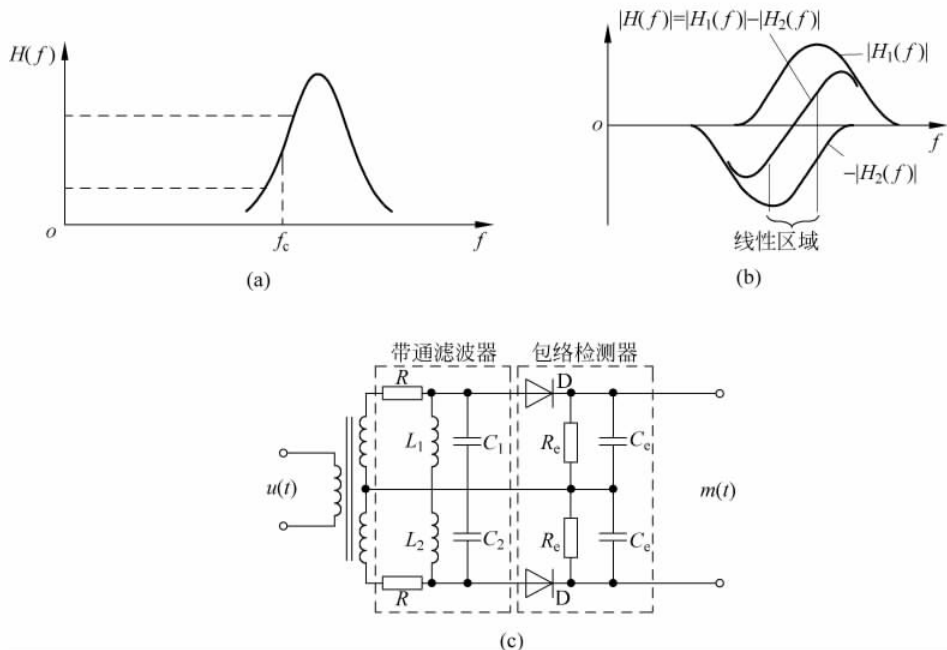 H(f)
O
f_c
f
(a)
|H(f)|=|H_1(f)|−|H_2(f)|
|H_1(f)|
O
f
−|H_2(f)|
线性区域
(b)
带通滤波器
包络检测器
R
D
L_1
C_1
R_e
C_e
u(t)
m(t)
L_2
C_2
R_e
C_e
R
D
(c)